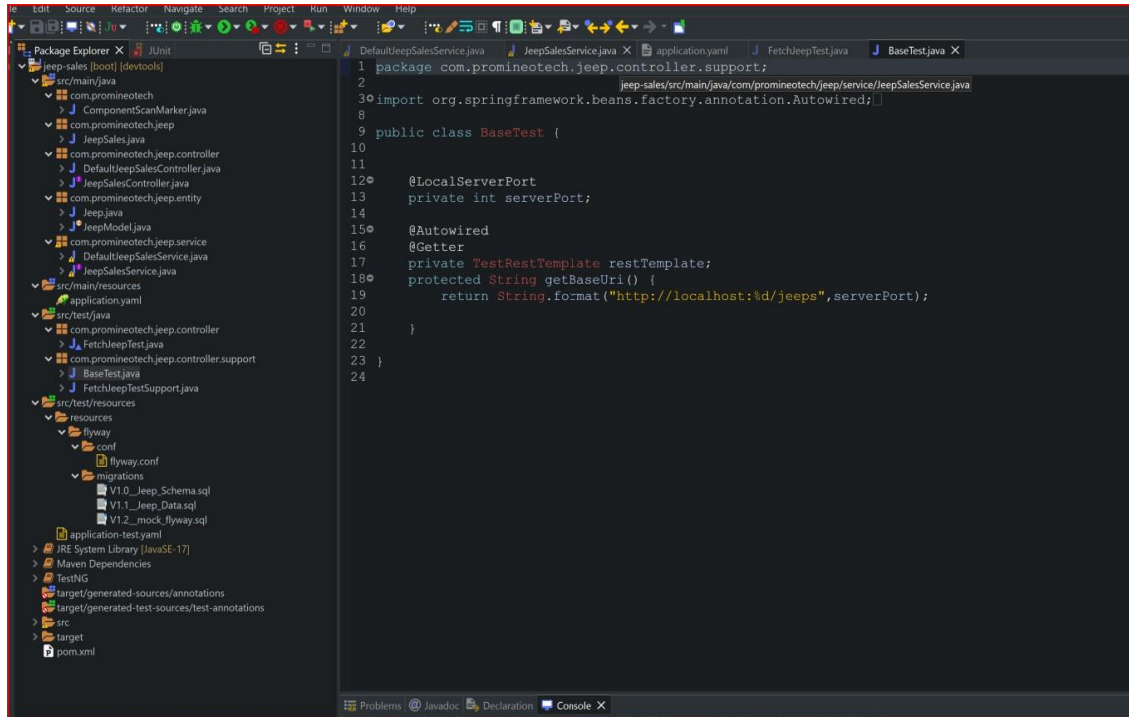 Edit Source Refactor Navigate Search Project Run Window Help
Package Explorer JUnit
jeep-sales [boot] [devtools]
src/main/java
com.promineotech
ComponentScanMarker.java
com.promineotech.jeep
JeepSales.java
com.promineotech.jeep.controller
DefaultJeepSalesController.java
JeepSalesController.java
com.promineotech.jeep.entity
Jeep.java
JeepModel.java
com.promineotech.jeep.service
DefaultJeepSalesService.java
JeepSalesService.java
src/main/resources
application.yaml
src/test/java
com.promineotech.jeep.controller
FetchJeepTest.java
com.promineotech.jeep.controller.support
BaseTest.java
FetchJeepTestSupport.java
src/test/resources
resources
flyway
conf
flyway.conf
migrations
V1.0__Jeep_Schema.sql
V1.1__Jeep_Data.sql
V1.2__mock_flyway.sql
application-test.yaml
JRE System Library [JavaSE-17]
Maven Dependencies
TestNG
target/generated-sources/annotations
target/generated-test-sources/test-annotations
src
target
pom.xml
DefaultJeepSalesService.java JeepSalesService.java application.yaml FetchJeepTest.java BaseTest.java
1 package com.promineotech.jeep.controller.support;
2 jeep-sales/src/main/java/com/promineotech/jeep/service/JeepSalesService.java
3 import org.springframework.beans.factory.annotation.Autowired;
8
9 public class BaseTest {
10
11
12 @LocalServerPort
13 private int serverPort;
14
15 @Autowired
16 @Getter
17 private TestRestTemplate restTemplate;
18 protected String getBaseUri() {
19 return String.format("http://localhost:%d/jeeps",serverPort);
20
21 }
22
23 }
24
Problems Javadoc Declaration Console